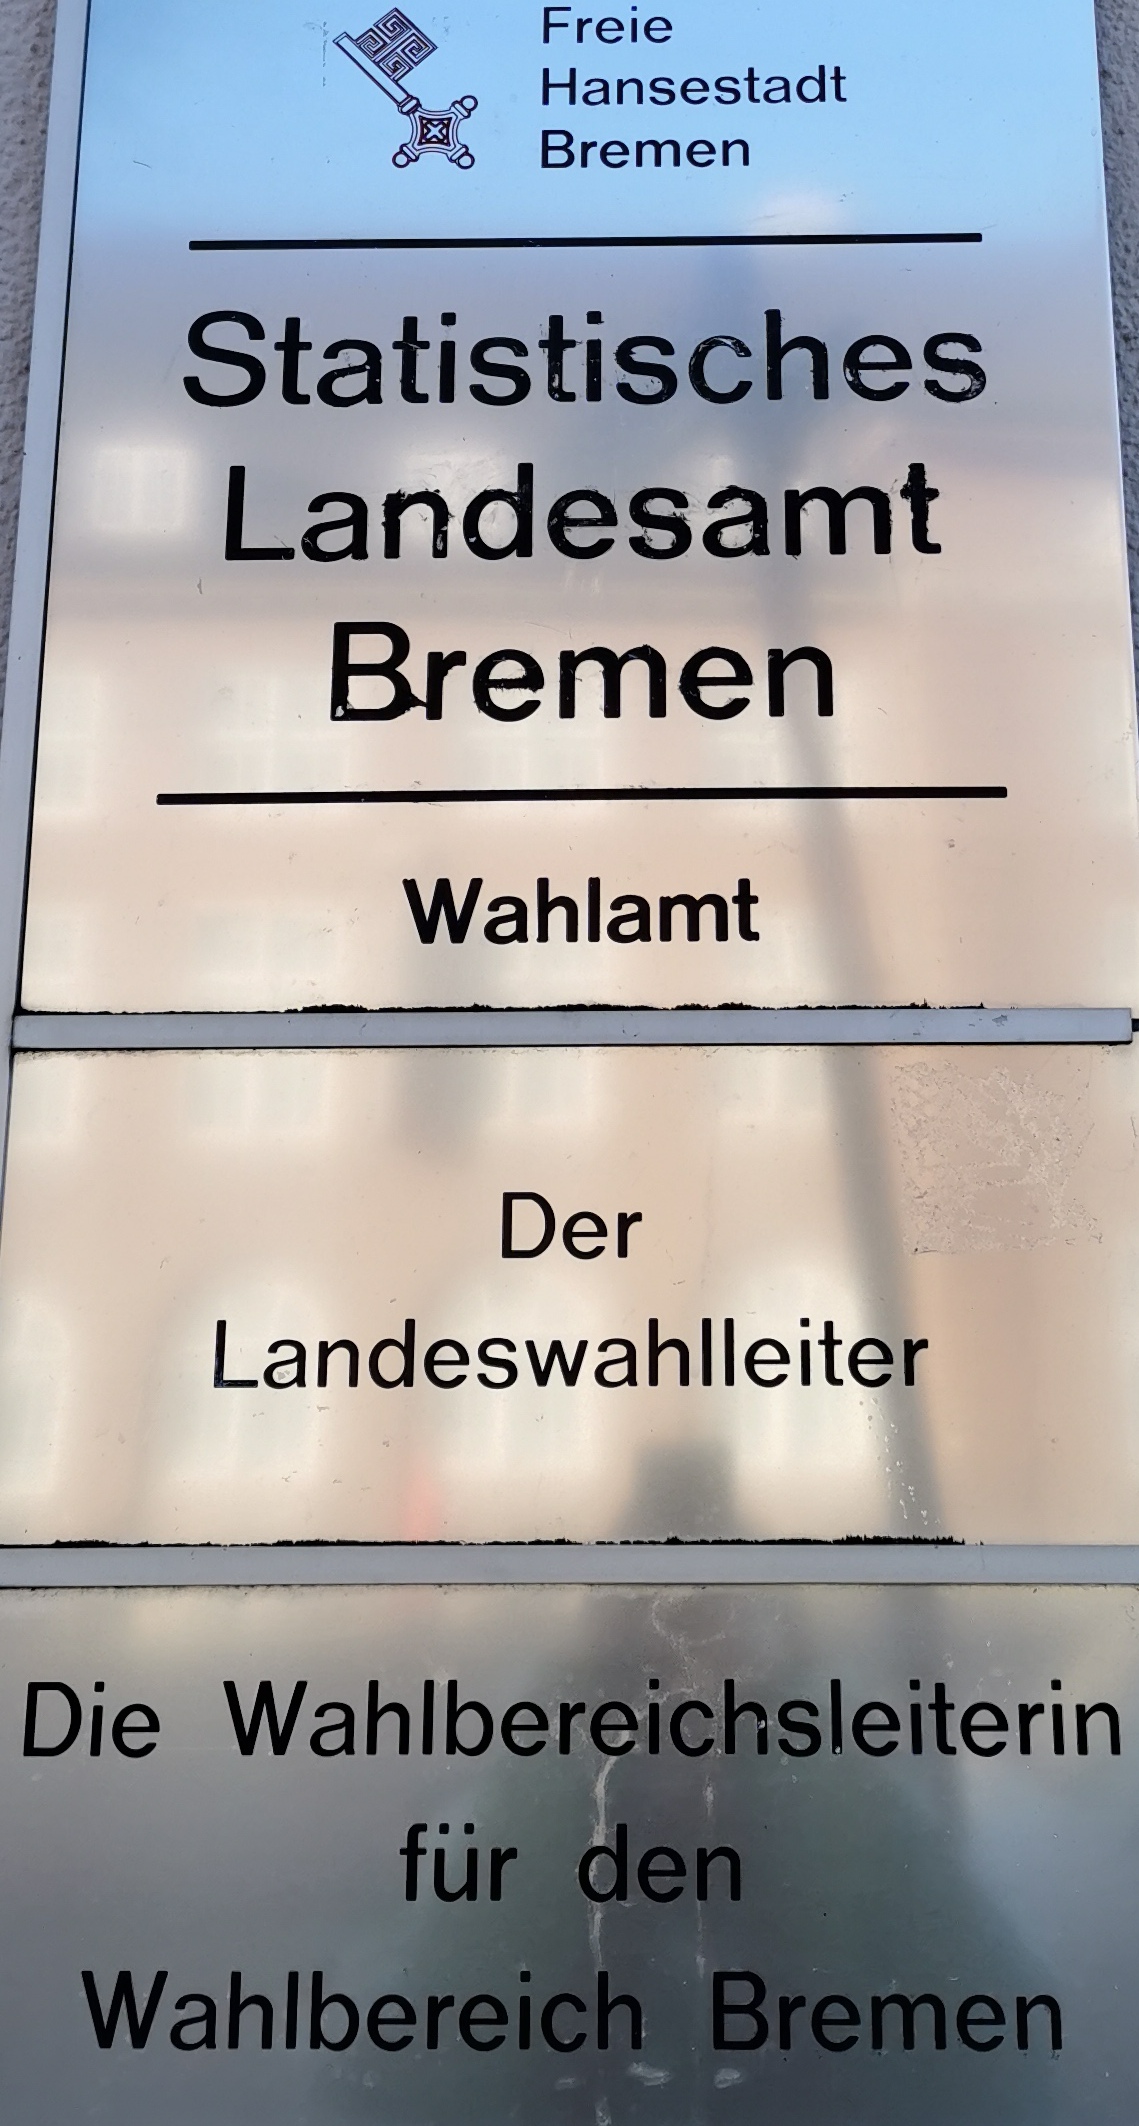 Freie
Hansestadt
Bremen
Statistisches
Landesamt
Bremen
Wahlamt
Der
Landeswahlleiter
Die Wahlbereichsleiterin
für den
Wahlbereich Bremen